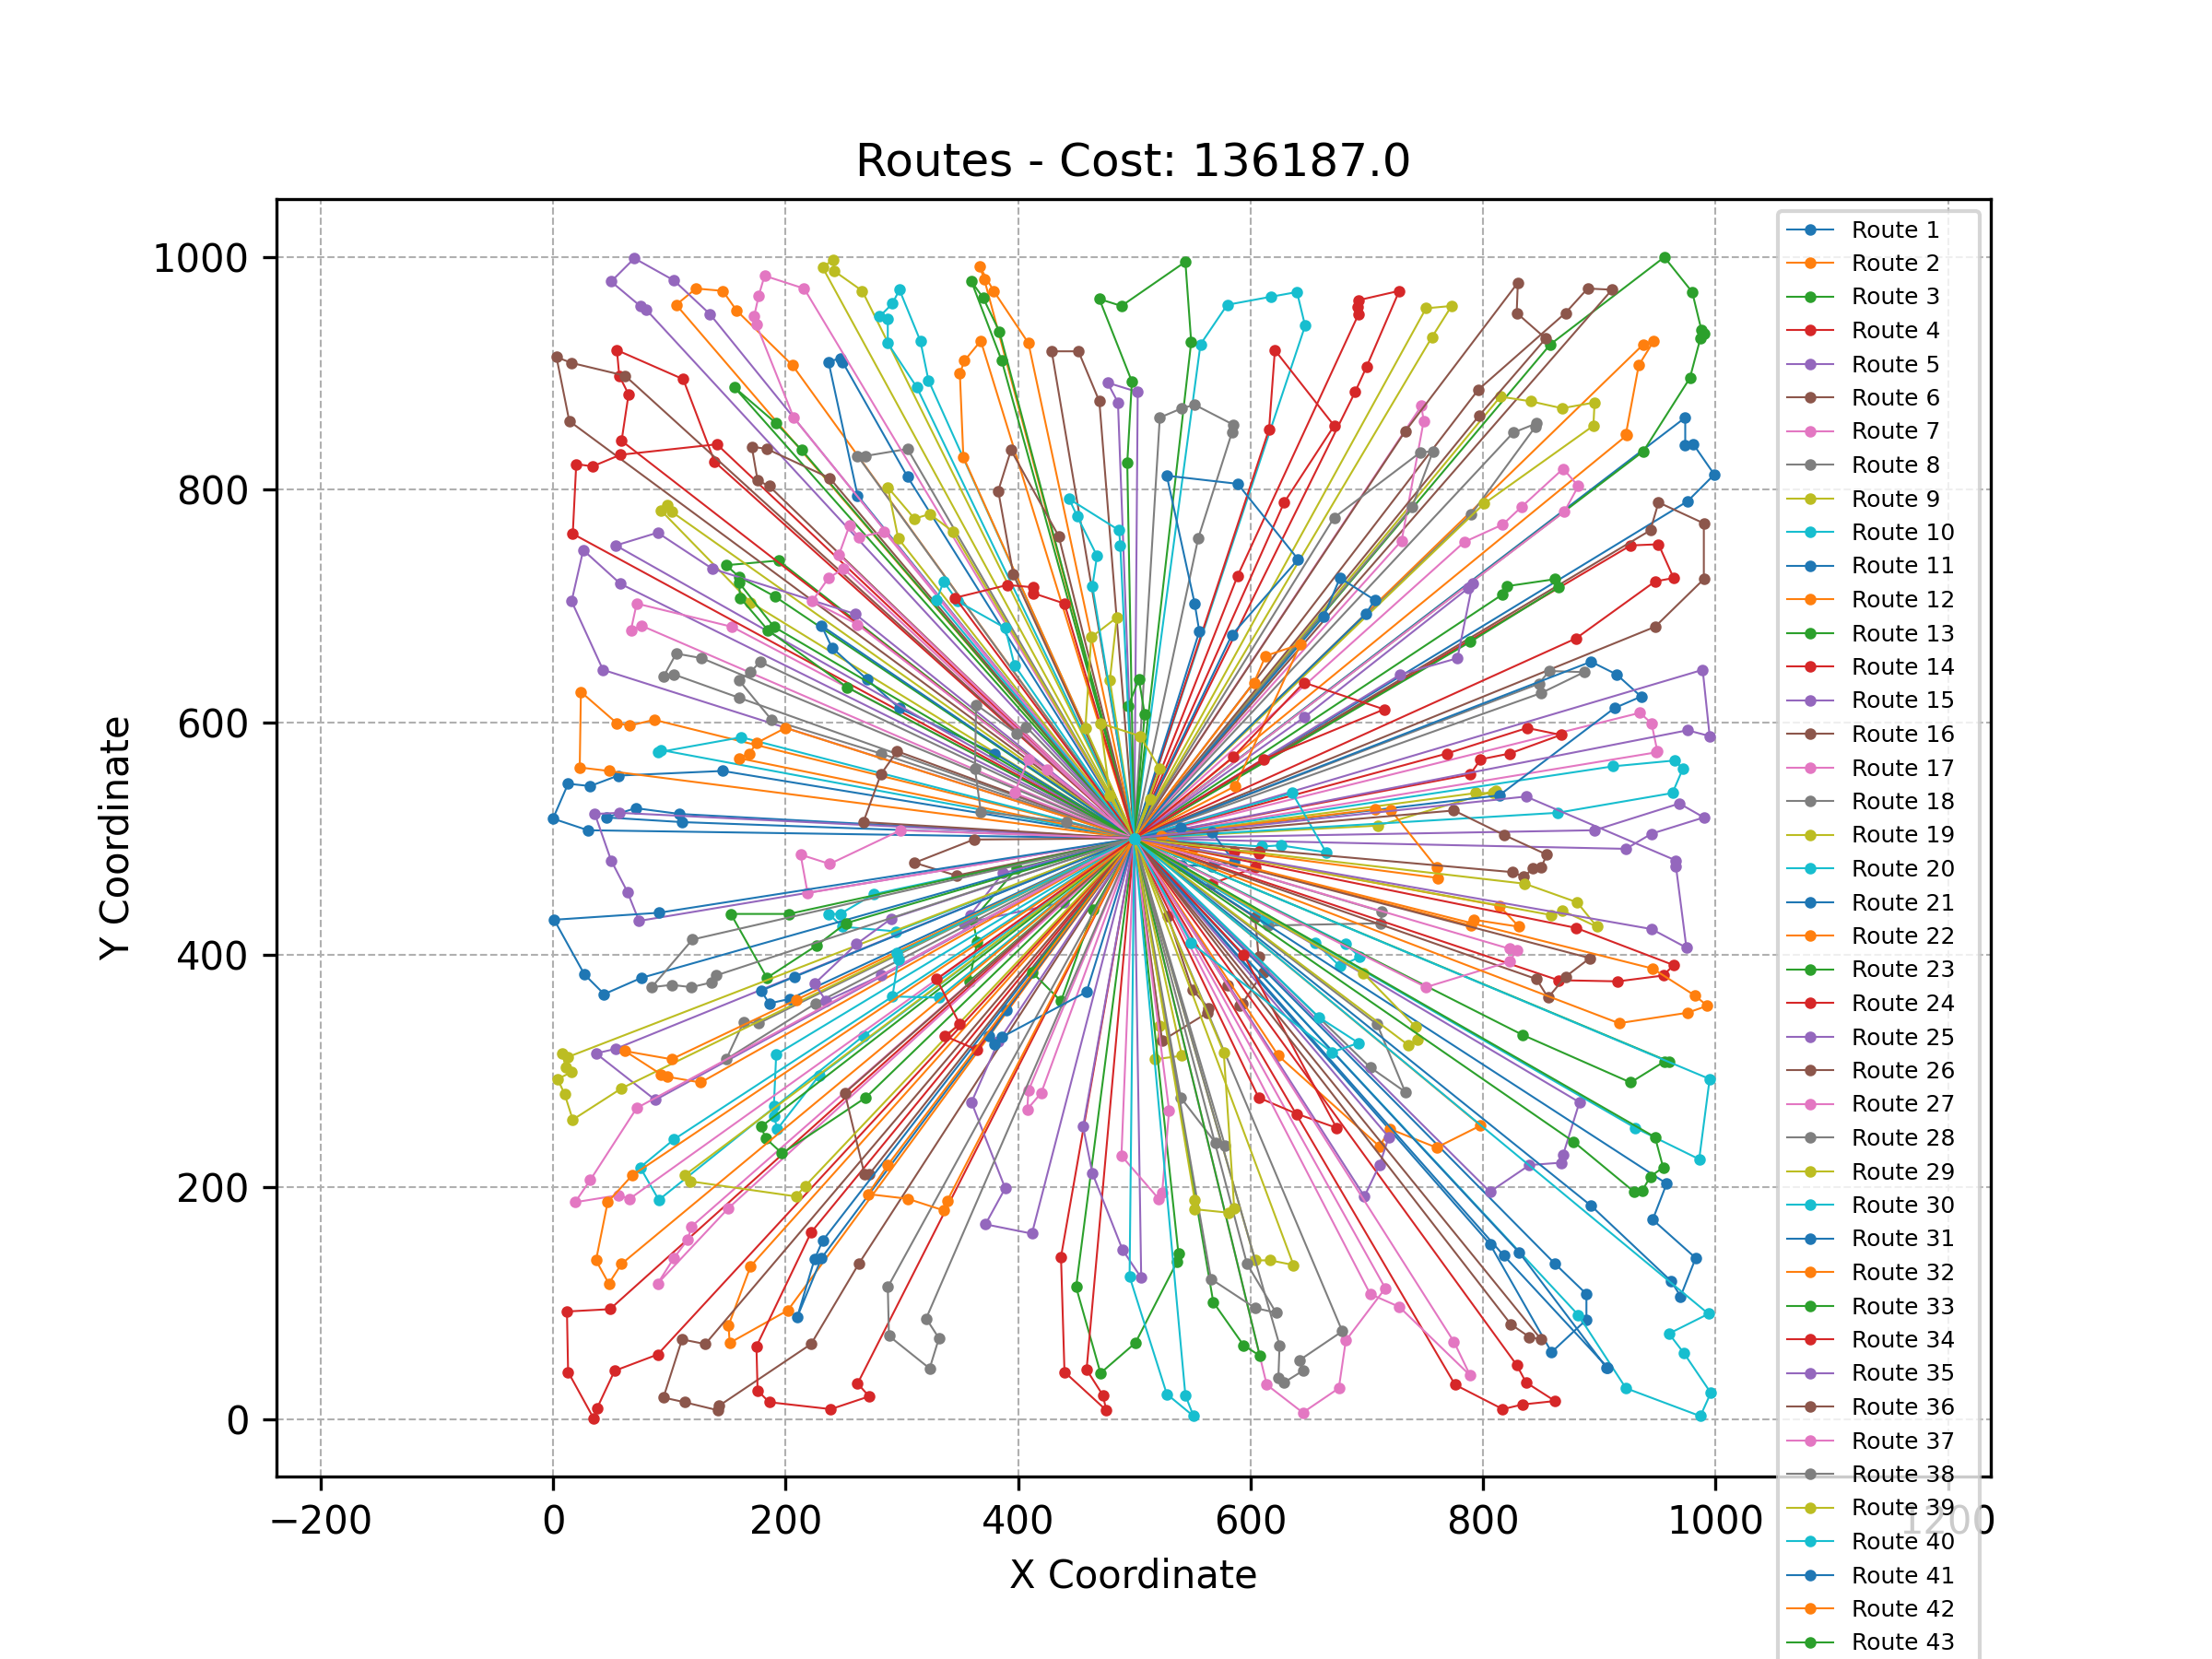 Routes - Cost: 136187.0
1000
800
600
400
200
0
Y Coordinate
−200
0
200
400
600
800
1000
1200
X Coordinate
Route 1
Route 2
Route 3
Route 4
Route 5
Route 6
Route 7
Route 8
Route 9
Route 10
Route 11
Route 12
Route 13
Route 14
Route 15
Route 16
Route 17
Route 18
Route 19
Route 20
Route 21
Route 22
Route 23
Route 24
Route 25
Route 26
Route 27
Route 28
Route 29
Route 30
Route 31
Route 32
Route 33
Route 34
Route 35
Route 36
Route 37
Route 38
Route 39
Route 40
Route 41
Route 42
Route 43